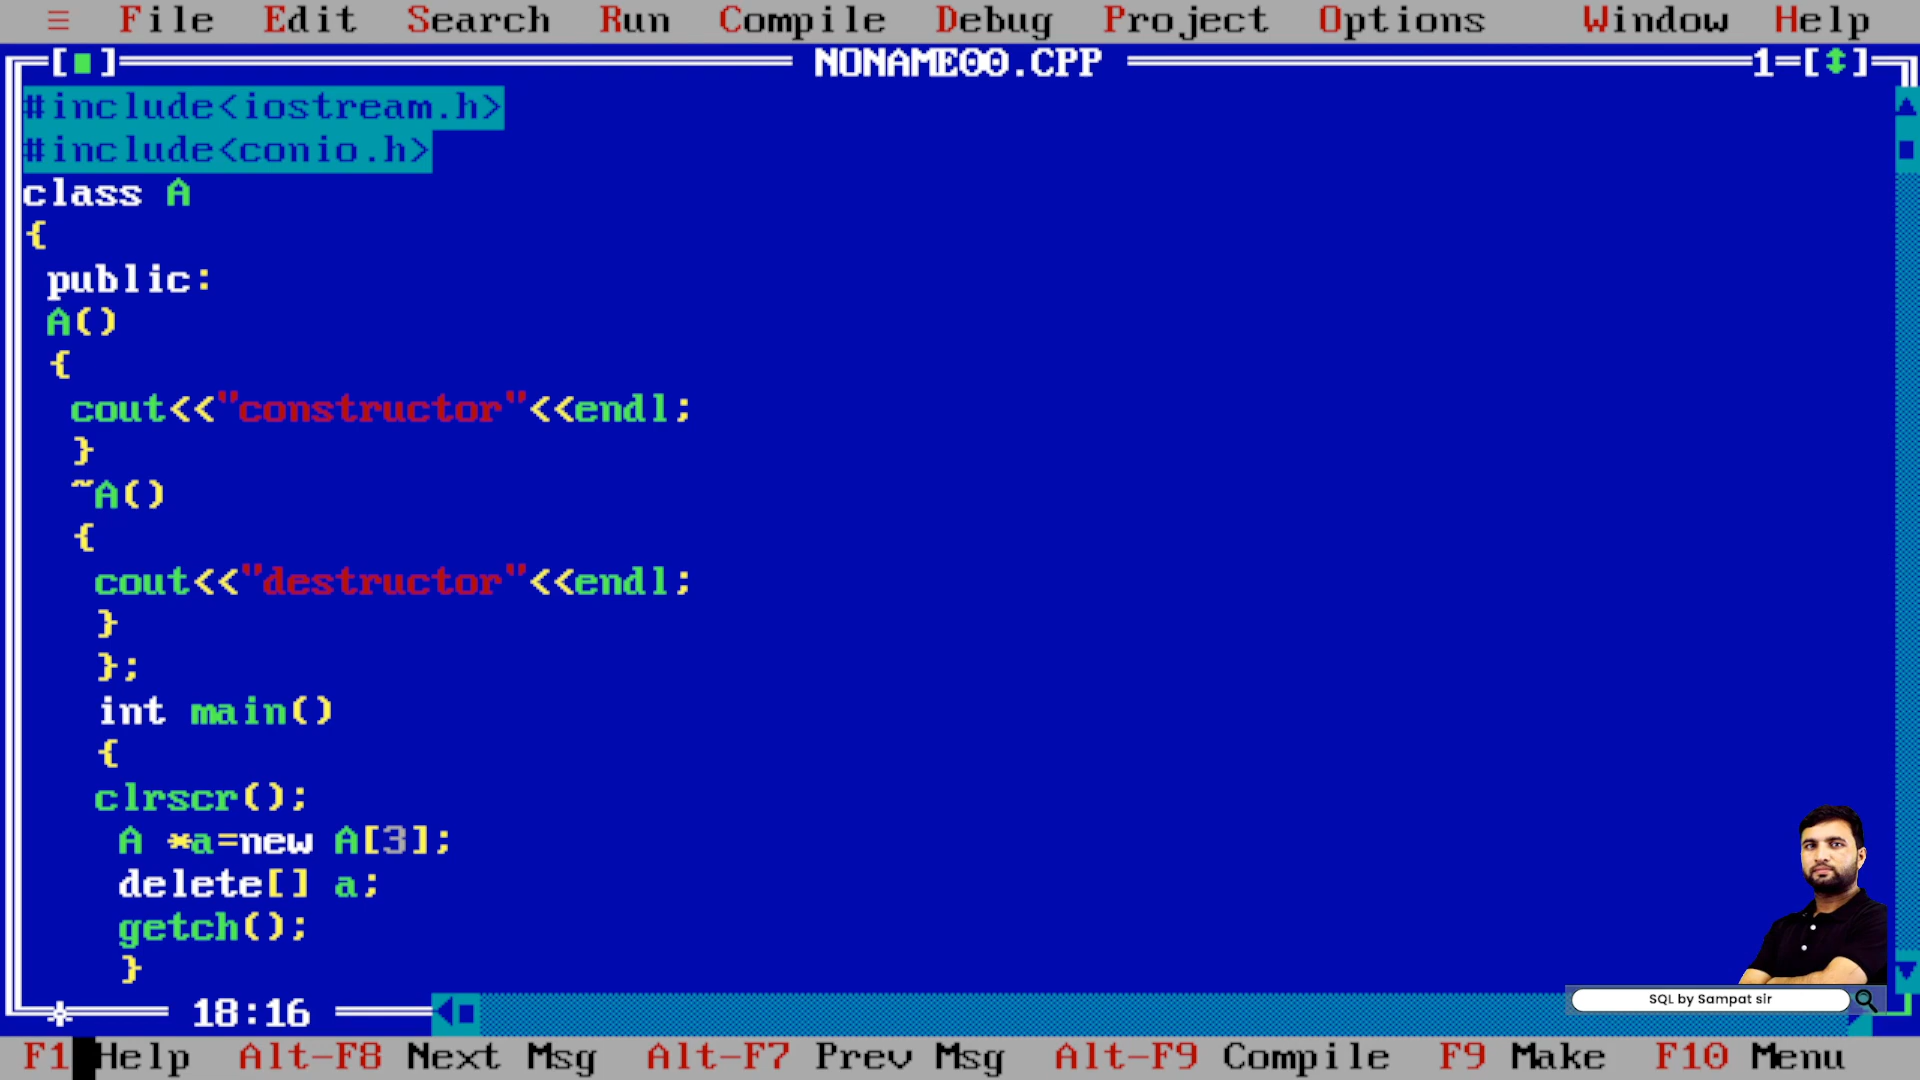 ≡ File Edit Search Run Compile Debug Project Options Window Help
[■] NONAME00.CPP 1=[↕]
#include<iostream.h>
#include<conio.h>
class A
{
public:
A()
{
cout<<"constructor"<<endl;
}
~A()
{
cout<<"destructor"<<endl;
}
};
int main()
{
clrscr();
A *a=new A[3];
delete[] a;
getch();
}
SQL by Sampat sir
18:16
F1 Help Alt-F8 Next Msg Alt-F7 Prev Msg Alt-F9 Compile F9 Make F10 Menu